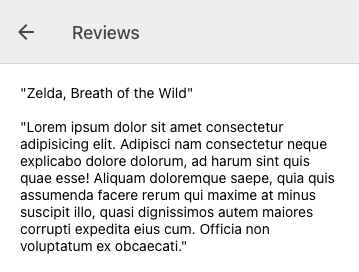 Reviews
"Zelda, Breath of the Wild"
"Lorem ipsum dolor sit amet consectetur
adipisicing elit. Adipisci nam consectetur neque
explicabo dolore dolorum, ad harum sint quis
quae esse! Aliquam doloremque saepe, quia quis
assumenda facere rerum qui maxime at minus
suscipit illo, quasi dignissimos autem maiores
corrupti expedita eius cum. Officia non
voluptatum ex obcaecati."